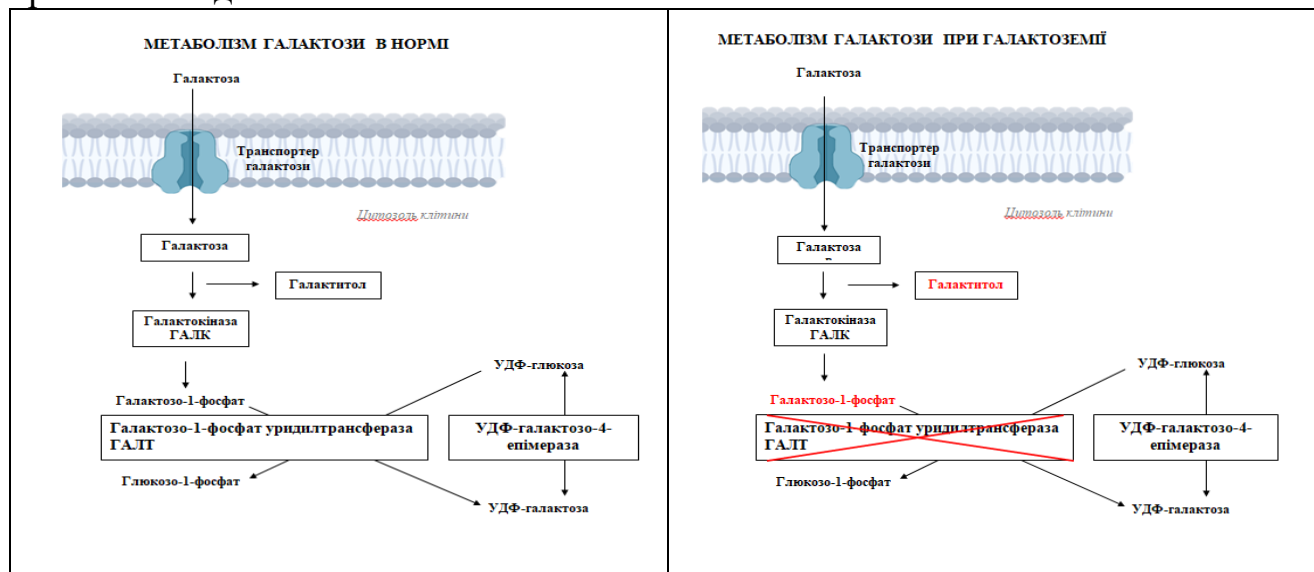 МЕТАБОЛІЗМ ГАЛАКТОЗИ В НОРМІ
Галактоза
Транспортер
галактози
Цитозоль клітини
Галактоза
Галактитол
Галактокіназа
ГАЛК
УДФ-глюкоза
Галактозо-1-фосфат
Галактозо-1-фосфат уридилтрансфераза
ГАЛТ
УДФ-галактозо-4-
епімераза
Глюкозо-1-фосфат
УДФ-галактоза
МЕТАБОЛІЗМ ГАЛАКТОЗИ ПРИ ГАЛАКТОЗЕМІЇ
Галактоза
Транспортер
галактози
Цитозоль клітини
Галактоза
Галактитол
Галактокіназа
ГАЛК
УДФ-глюкоза
Галактозо-1-фосфат
Галактозо-1-фосфат уридилтрансфераза
ГАЛТ
УДФ-галактозо-4-
епімераза
Глюкозо-1-фосфат
УДФ-галактоза